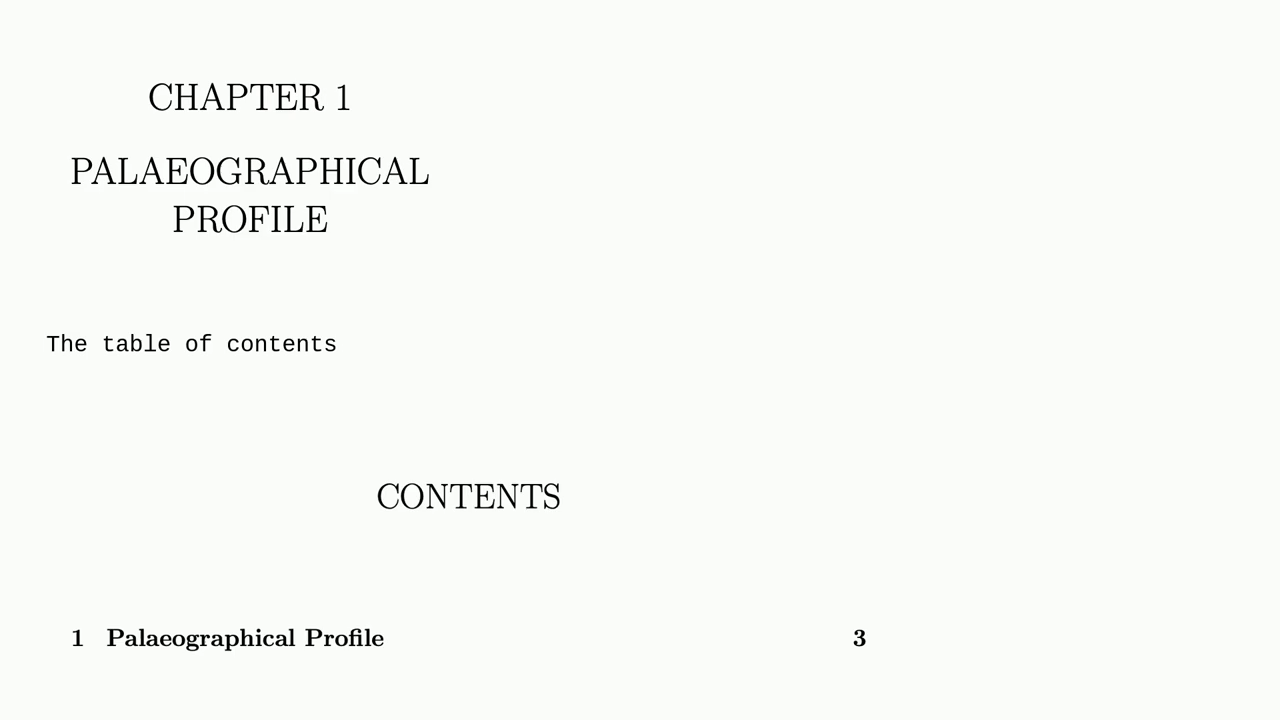 CHAPTER 1
PALAEOGRAPHICAL
PROFILE
The table of contents
CONTENTS
1 Palaeographical Profile 3